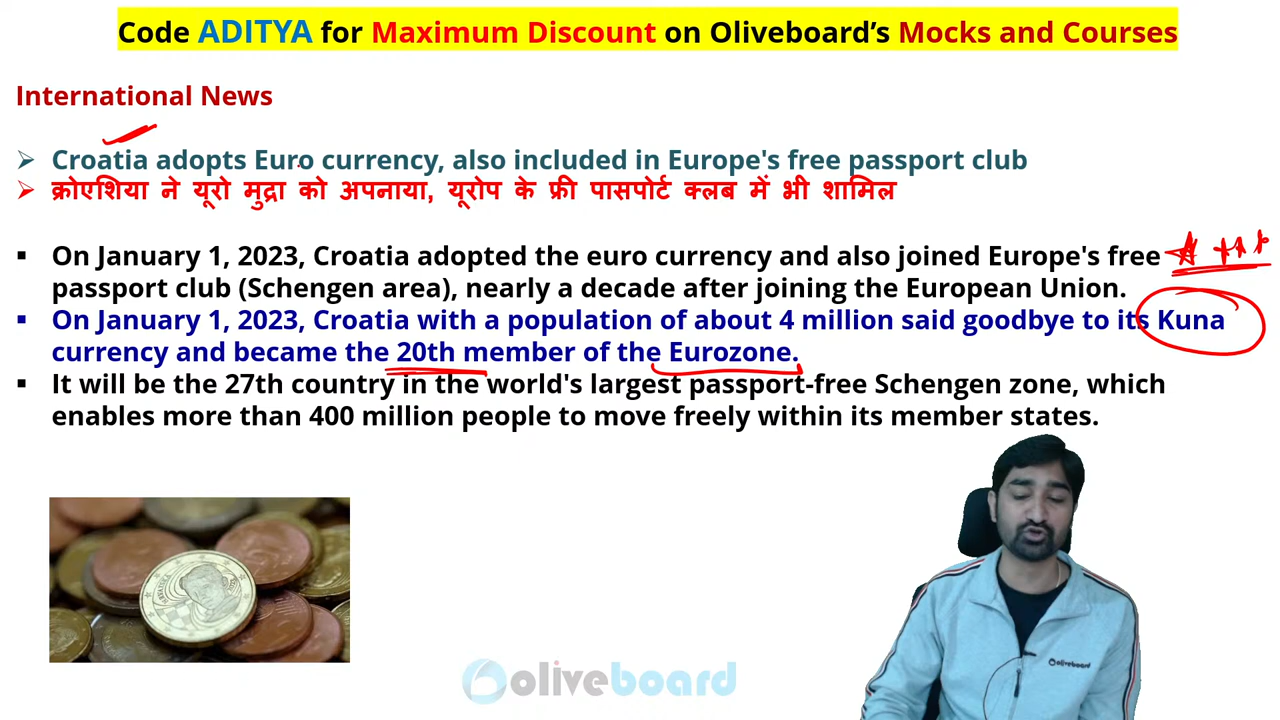 Code ADITYA for Maximum Discount on Oliveboard's Mocks and Courses
International News
Croatia adopts Euro currency, also included in Europe's free passport club
क्रोएशिया ने यूरो मुद्रा को अपनाया, यूरोप के फ्री पासपोर्ट क्लब में भी शामिल
On January 1, 2023, Croatia adopted the euro currency and also joined Europe's free
passport club (Schengen area), nearly a decade after joining the European Union.
On January 1, 2023, Croatia with a population of about 4 million said goodbye to its Kuna
currency and became the 20th member of the Eurozone.
It will be the 27th country in the world's largest passport-free Schengen zone, which
enables more than 400 million people to move freely within its member states.
oliveboard
oliveboard